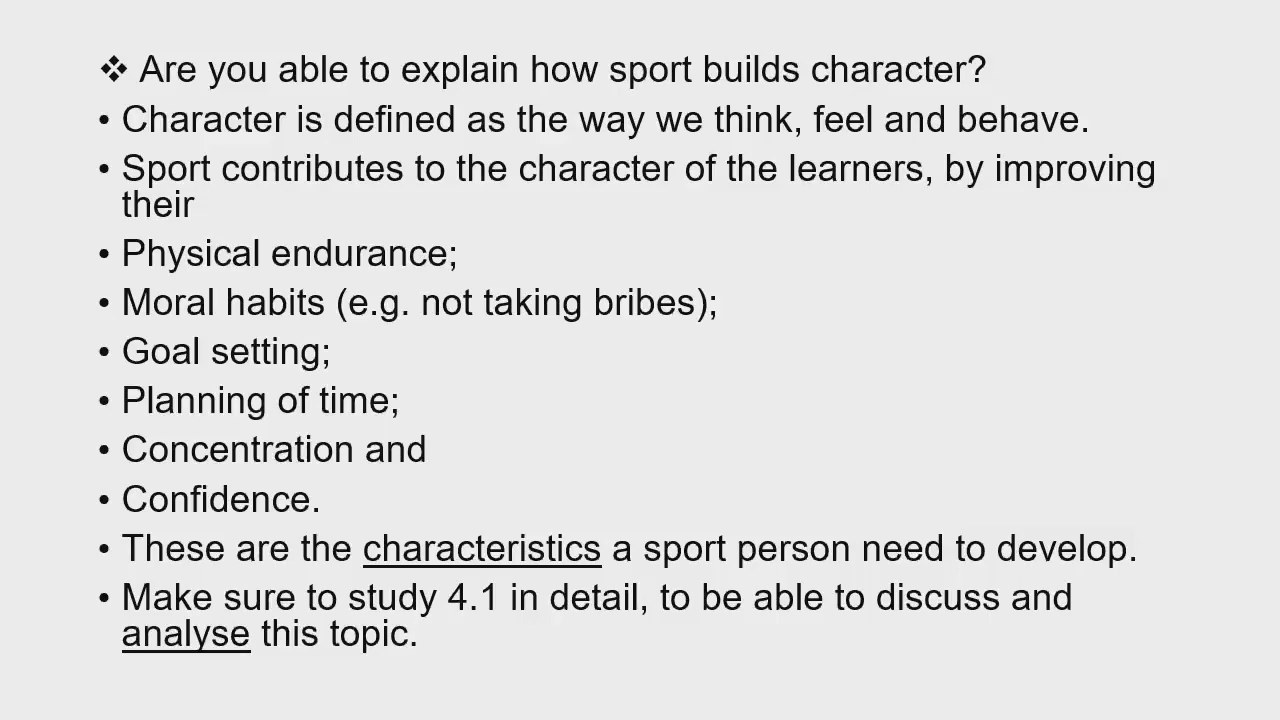 ❖ Are you able to explain how sport builds character?
• Character is defined as the way we think, feel and behave.
• Sport contributes to the character of the learners, by improving
their
• Physical endurance;
• Moral habits (e.g. not taking bribes);
• Goal setting;
• Planning of time;
• Concentration and
• Confidence.
• These are the characteristics a sport person need to develop.
• Make sure to study 4.1 in detail, to be able to discuss and
analyse this topic.